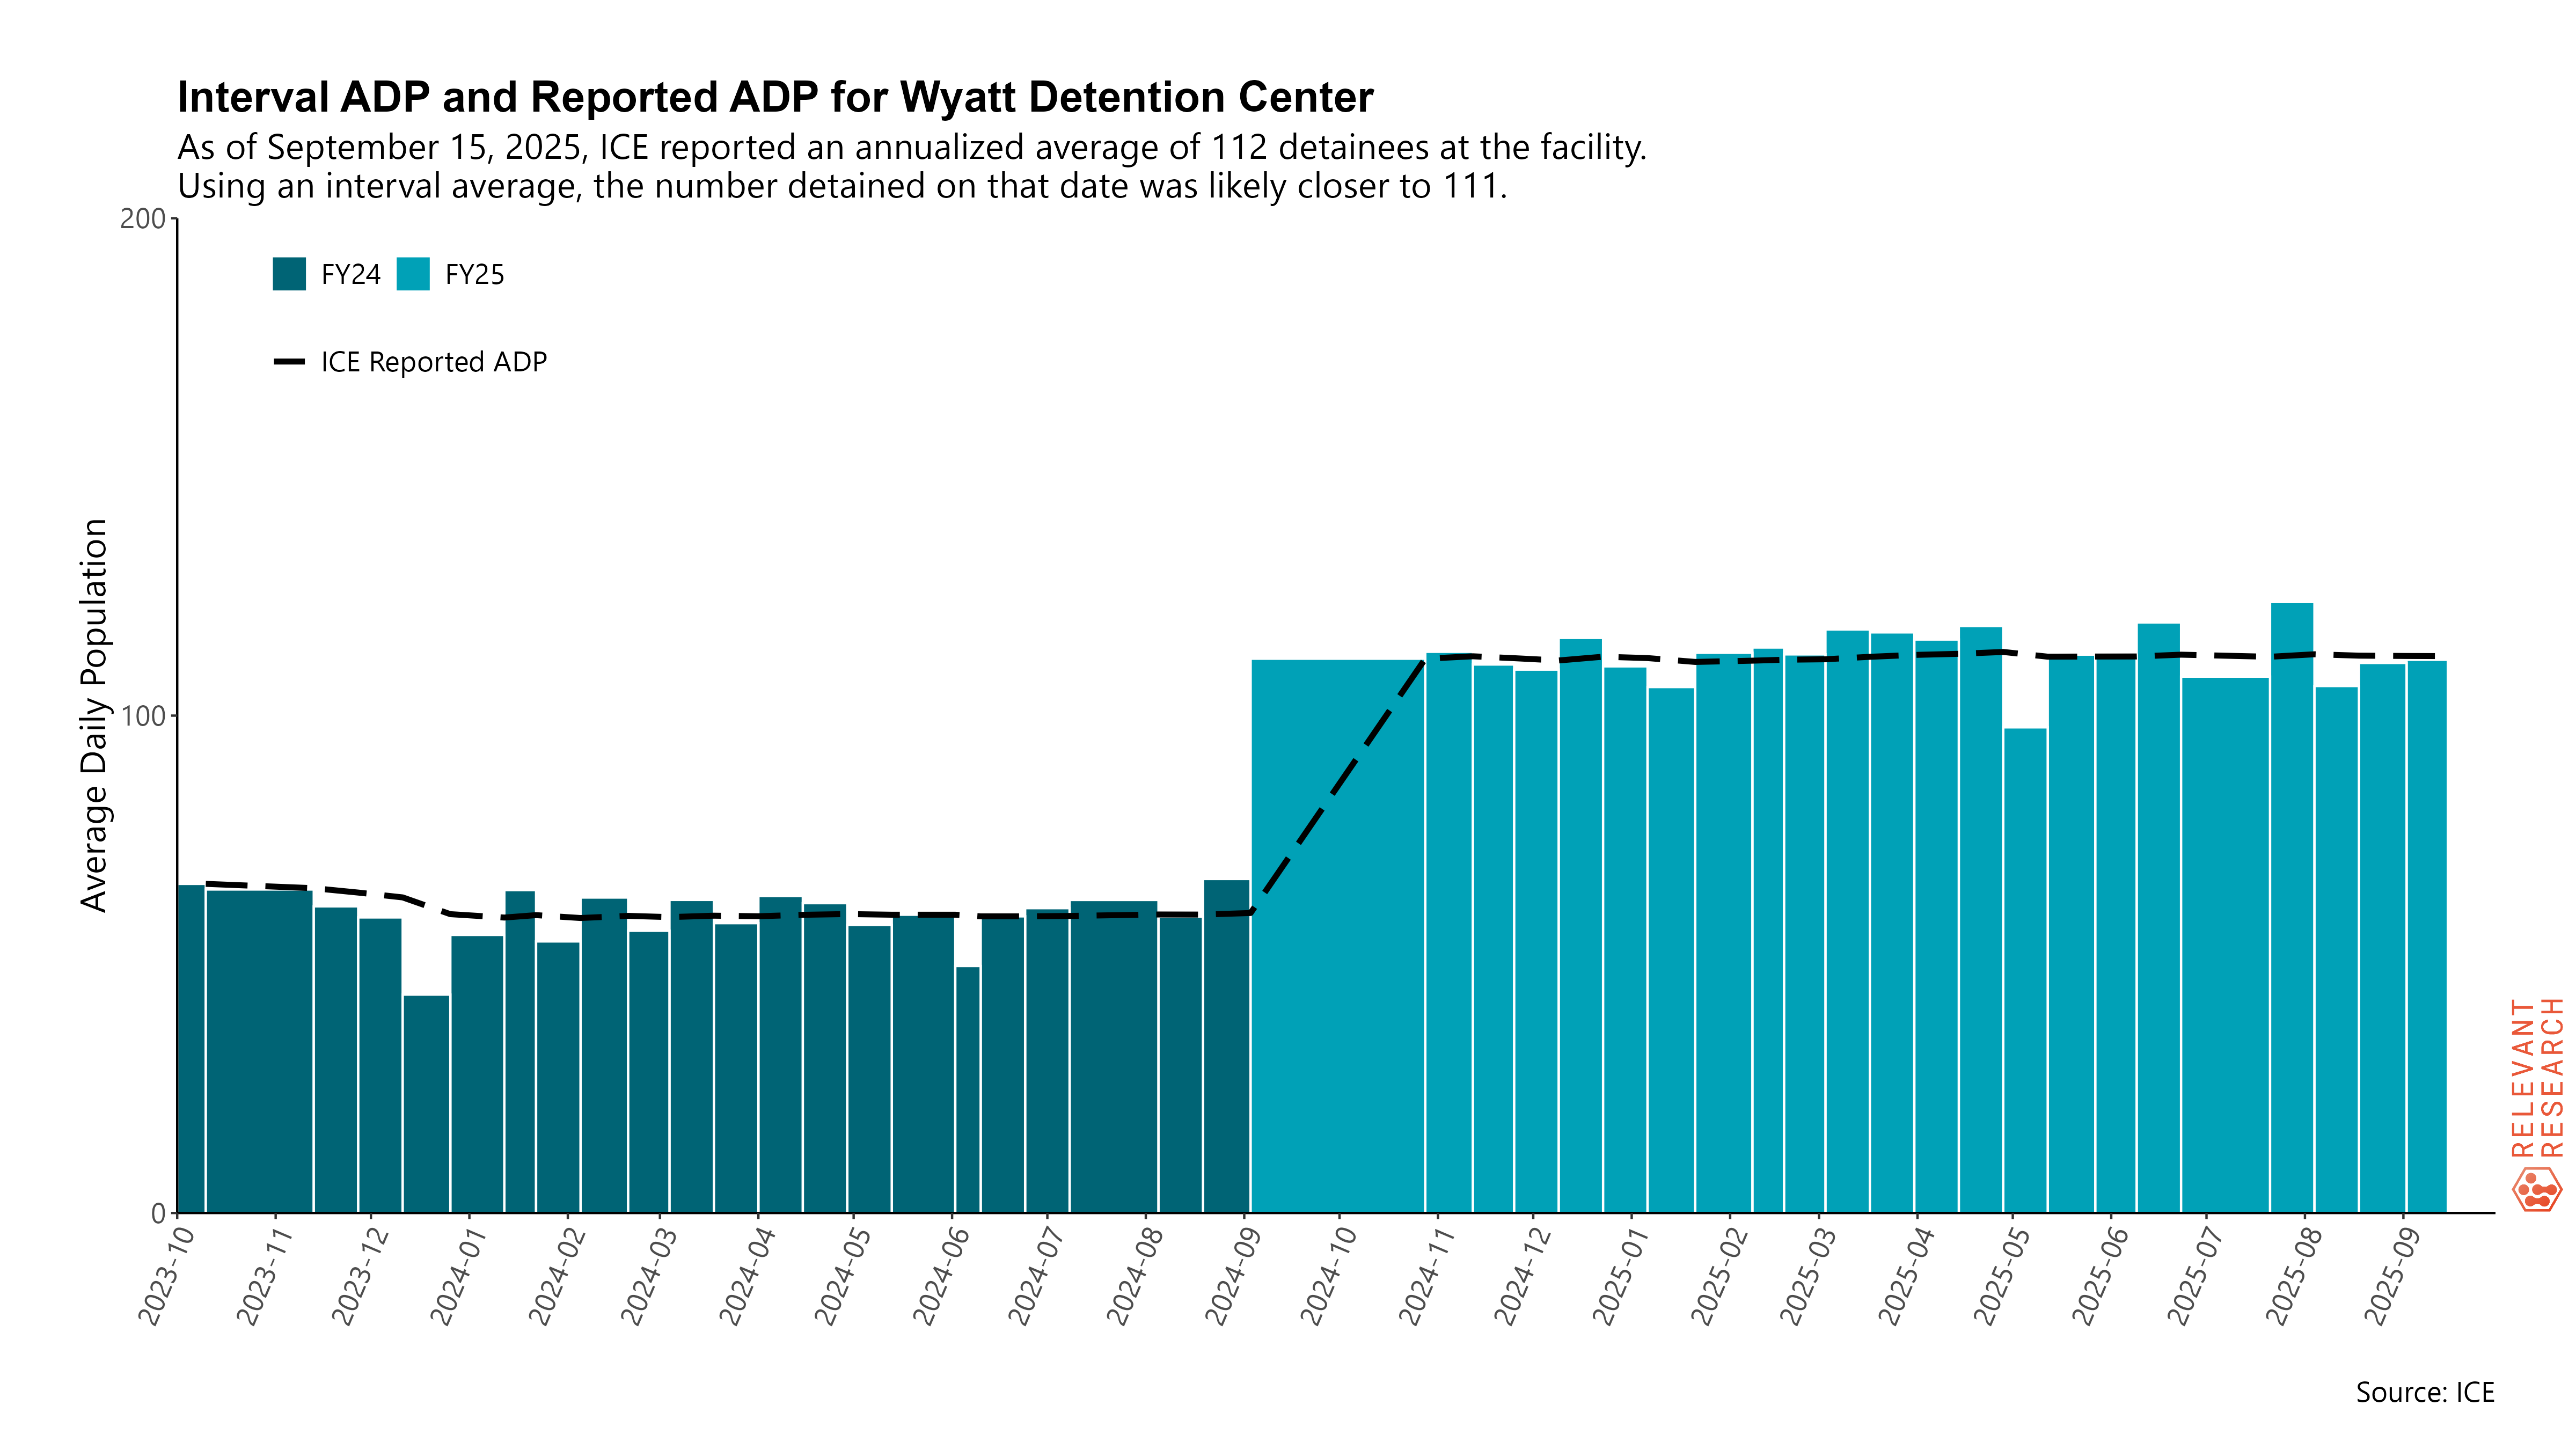 Interval ADP and Reported ADP for Wyatt Detention Center
As of September 15, 2025, ICE reported an annualized average of 112 detainees at the facility.
Using an interval average, the number detained on that date was likely closer to 111.
200
FY24 FY25
ICE Reported ADP
Average Daily Population
100
0
2023-10 2023-11 2023-12 2024-01 2024-02 2024-03 2024-04 2024-05 2024-06 2024-07 2024-08 2024-09 2024-10 2024-11 2024-12 2025-01 2025-02 2025-03 2025-04 2025-05 2025-06 2025-07 2025-08 2025-09
RELEVANT
RESEARCH
Source: ICE